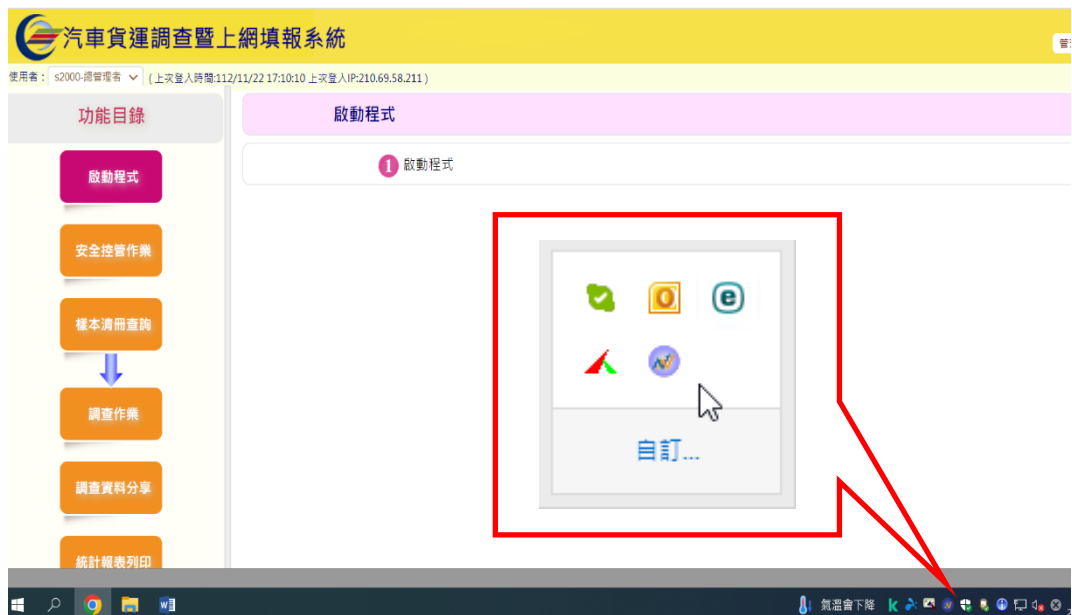 汽車貨運調查暨上網填報系統
管
使用者： s2000-總管理者 (上次登入時間:112/11/22 17:10:10 上次登入IP:210.69.58.211 )
功能目錄
啟動程式
安全控管作業
樣本清冊查詢
調查作業
調查資料分享
統計報表列印
啟動程式
1 啟動程式
自訂...
氣溫會下降